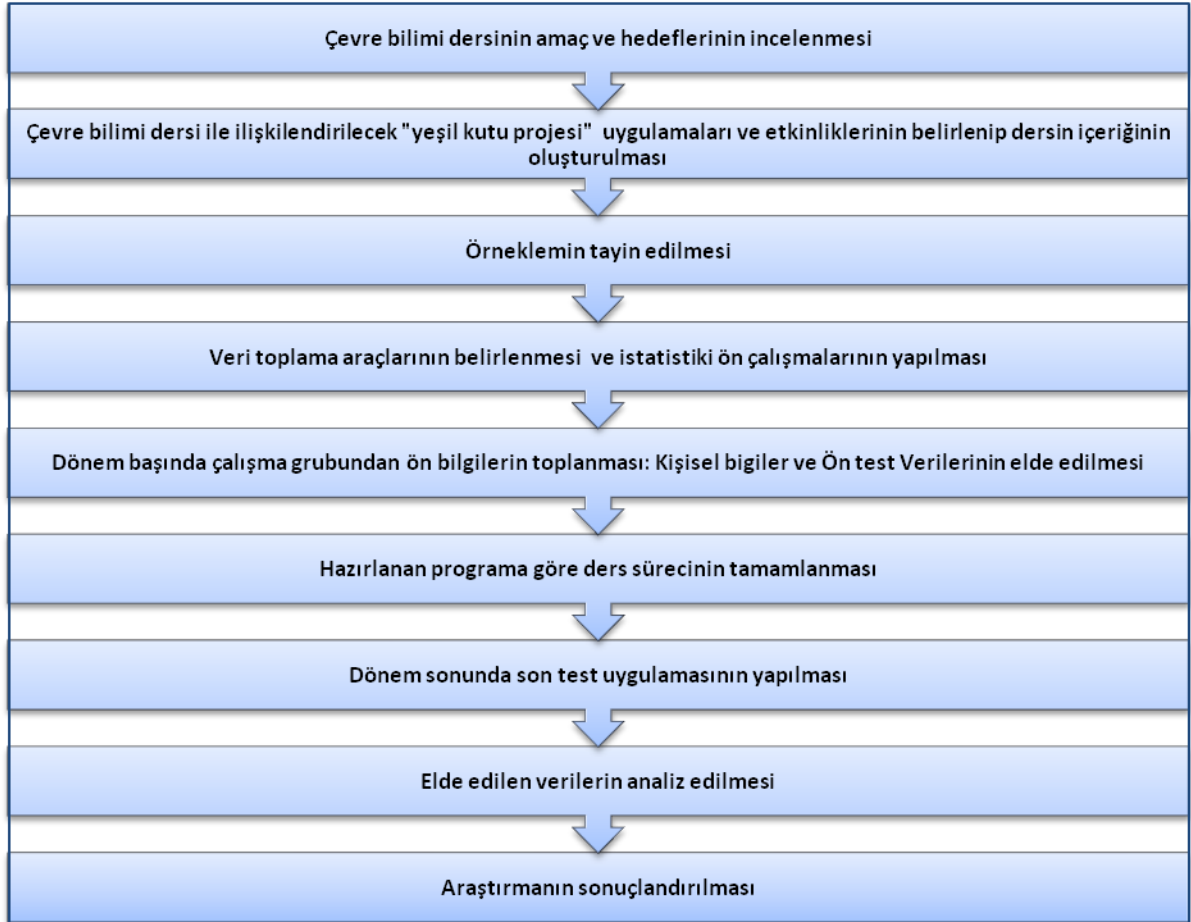 Çevre bilimi dersinin amaç ve hedeflerinin incelenmesi
Çevre bilimi dersi ile ilişkilendirilecek "yeşil kutu projesi" uygulamaları ve etkinliklerinin belirlenip dersin içeriğinin
oluşturulması
Örneklemin tayin edilmesi
Veri toplama araçlarının belirlenmesi ve istatistiki ön çalışmalarının yapılması
Dönem başında çalışma grubundan ön bilgilerin toplanması: Kişisel bigiler ve Ön test Verilerinin elde edilmesi
Hazırlanan programa göre ders sürecinin tamamlanması
Dönem sonunda son test uygulamasının yapılması
Elde edilen verilerin analiz edilmesi
Araştırmanın sonuçlandırılması